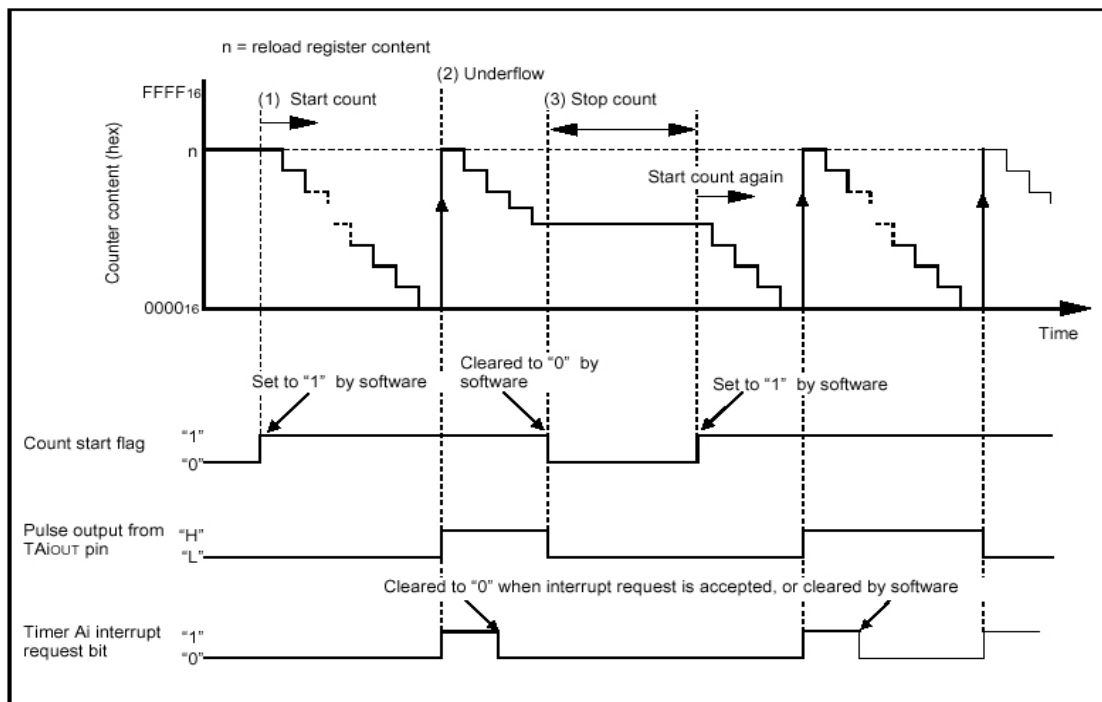 n = reload register content
(2) Underflow
FFFF16
(1) Start count
(3) Stop count
Counter content (hex)
n
Start count again
000016
Time
Set to “1” by software
Cleared to “0” by
software
Set to “1” by software
Count start flag
“1”
“0”
Pulse output from
TAiOUT pin
“H”
“L”
Cleared to “0” when interrupt request is accepted, or cleared by software
Timer Ai interrupt
request bit
“1”
“0”